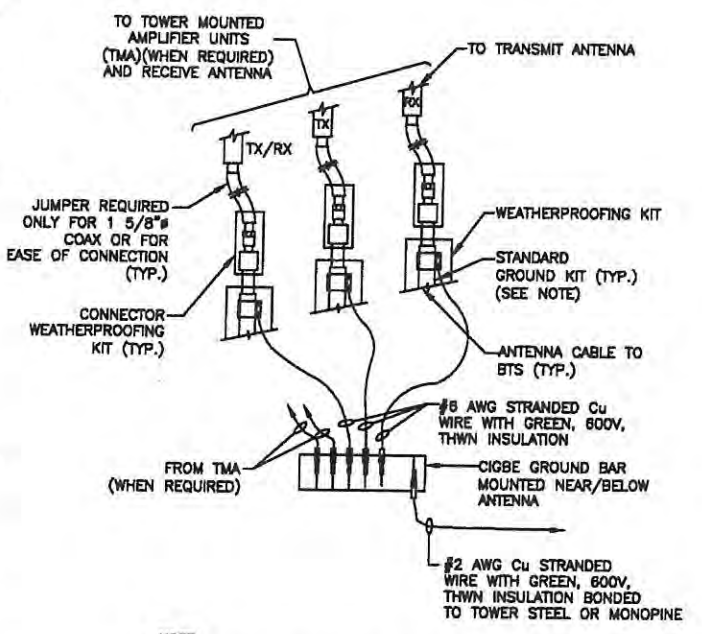 TO TOWER MOUNTED
AMPLIFIER UNITS
(TMA)(WHEN REQUIRED)
AND RECEIVE ANTENNA
TO TRANSMIT ANTENNA
RX
TX
TX/RX
JUMPER REQUIRED
ONLY FOR 1 5/8"ø
COAX OR FOR
EASE OF CONNECTION
(TYP.)
WEATHERPROOFING KIT
STANDARD
GROUND KIT (TYP.)
(SEE NOTE)
CONNECTOR
WEATHERPROOFING
KIT (TYP.)
ANTENNA CABLE TO
BTS (TYP.)
#6 AWG STRANDED Cu
WIRE WITH GREEN, 600V,
THWN INSULATION
FROM TMA
(WHEN REQUIRED)
CIGBE GROUND BAR
MOUNTED NEAR/BELOW
ANTENNA
#2 AWG Cu STRANDED
WIRE WITH GREEN, 600V,
THWN INSULATION BONDED
TO TOWER STEEL OR MONOPINE